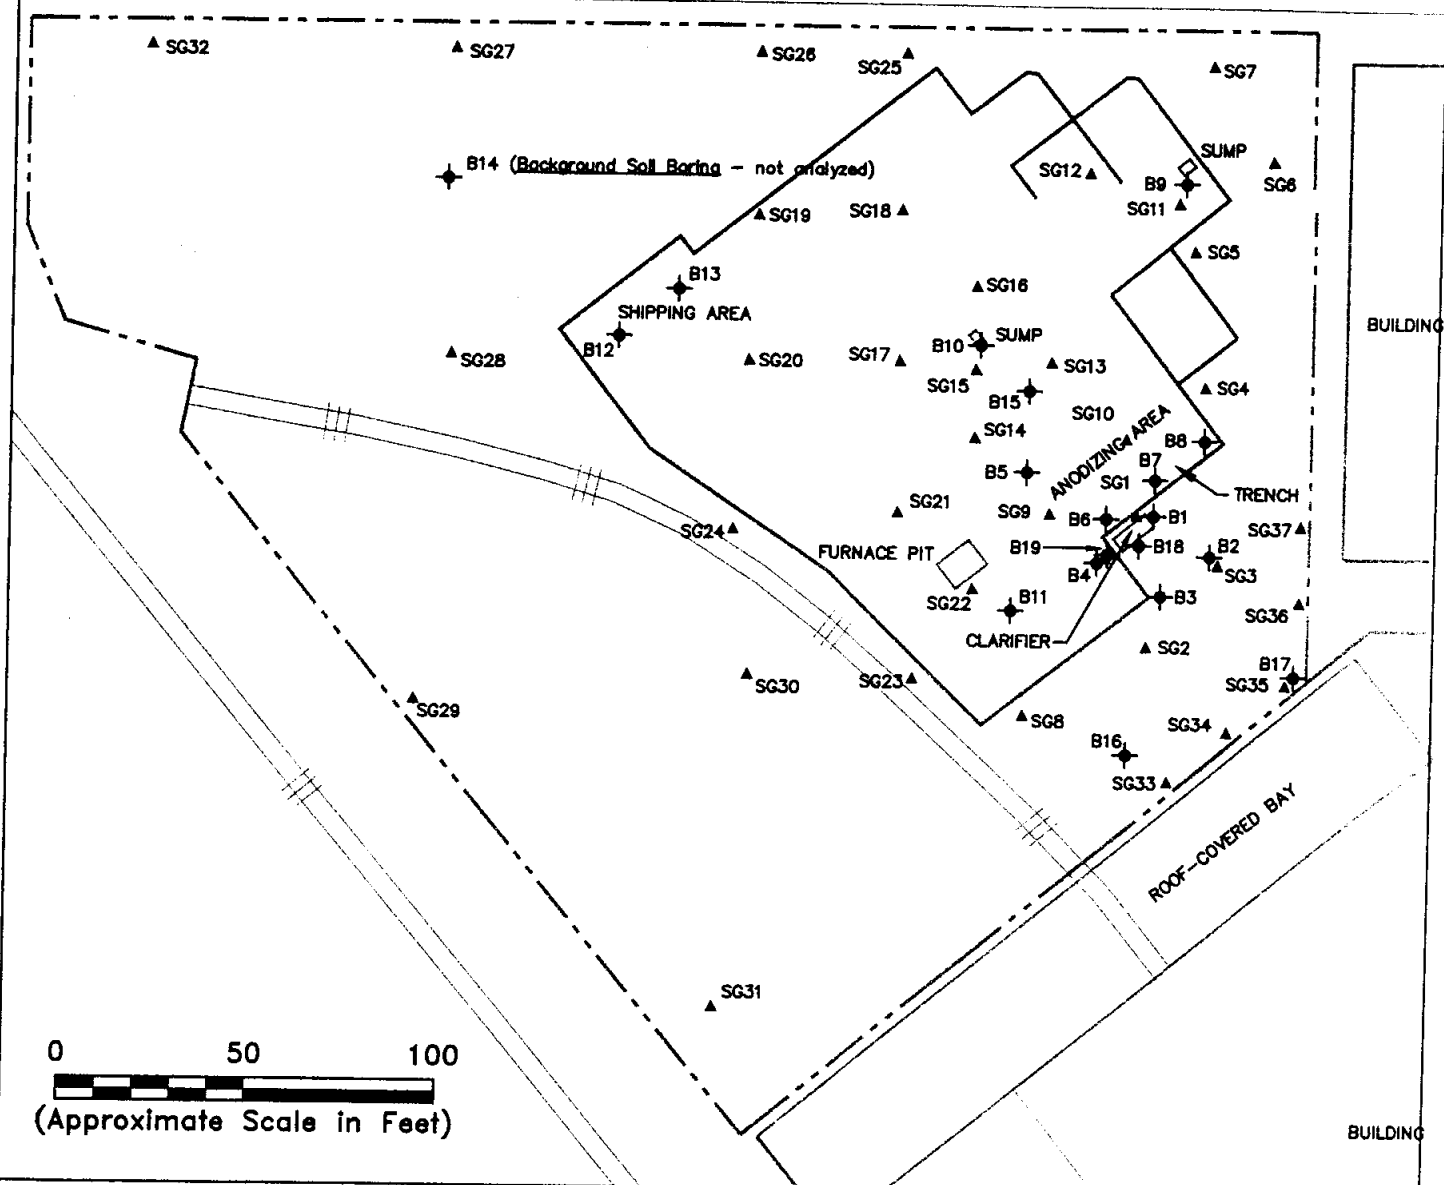 SG32
SG27
SG26
SG25
SG7
B14 (Background Soil Boring - not analyzed)
SG12
SUMP
B9
SG6
SG11
SG19
SG18
SG5
B13
SG16
SHIPPING AREA
BUILDING
B12
B10
SUMP
SG28
SG20
SG17
SG15
SG13
SG4
B15
SG10
SG14
ANODIZING AREA
B8
B5
B7
SG1
TRENCH
SG21
SG9
B6
B1
SG24
SG37
FURNACE PIT
B19
B18
B2
B4
SG3
SG22
B11
B3
SG36
CLARIFIER
SG2
B17
SG30
SG23
SG35
SG29
SG8
SG34
B16
SG33
ROOF-COVERED BAY
SG31
0 50 100
(Approximate Scale in Feet)
BUILDING